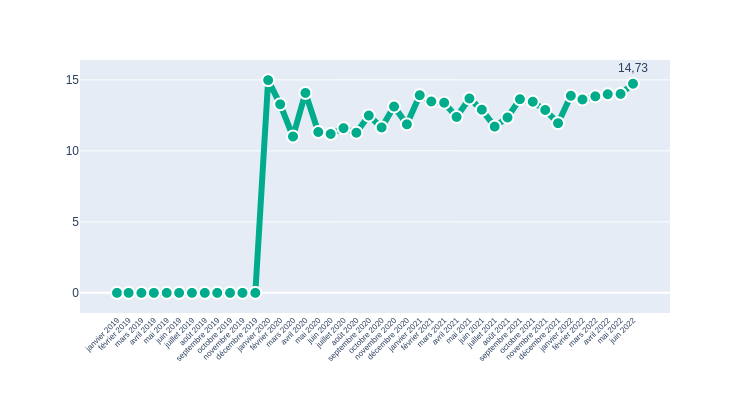 14,73
15
10
5
0
janvier 2019
février 2019
mars 2019
avril 2019
mai 2019
juin 2019
juillet 2019
août 2019
septembre 2019
octobre 2019
novembre 2019
décembre 2019
janvier 2020
février 2020
mars 2020
avril 2020
mai 2020
juin 2020
juillet 2020
août 2020
septembre 2020
octobre 2020
novembre 2020
décembre 2020
janvier 2021
février 2021
mars 2021
avril 2021
mai 2021
juin 2021
juillet 2021
août 2021
septembre 2021
octobre 2021
novembre 2021
décembre 2021
janvier 2022
février 2022
mars 2022
avril 2022
mai 2022
juin 2022